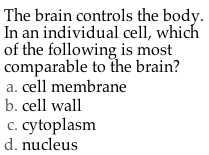 The brain controls the body.
In an individual cell, which
of the following is most
comparable to the brain?
a. cell membrane
b. cell wall
c. cytoplasm
d. nucleus